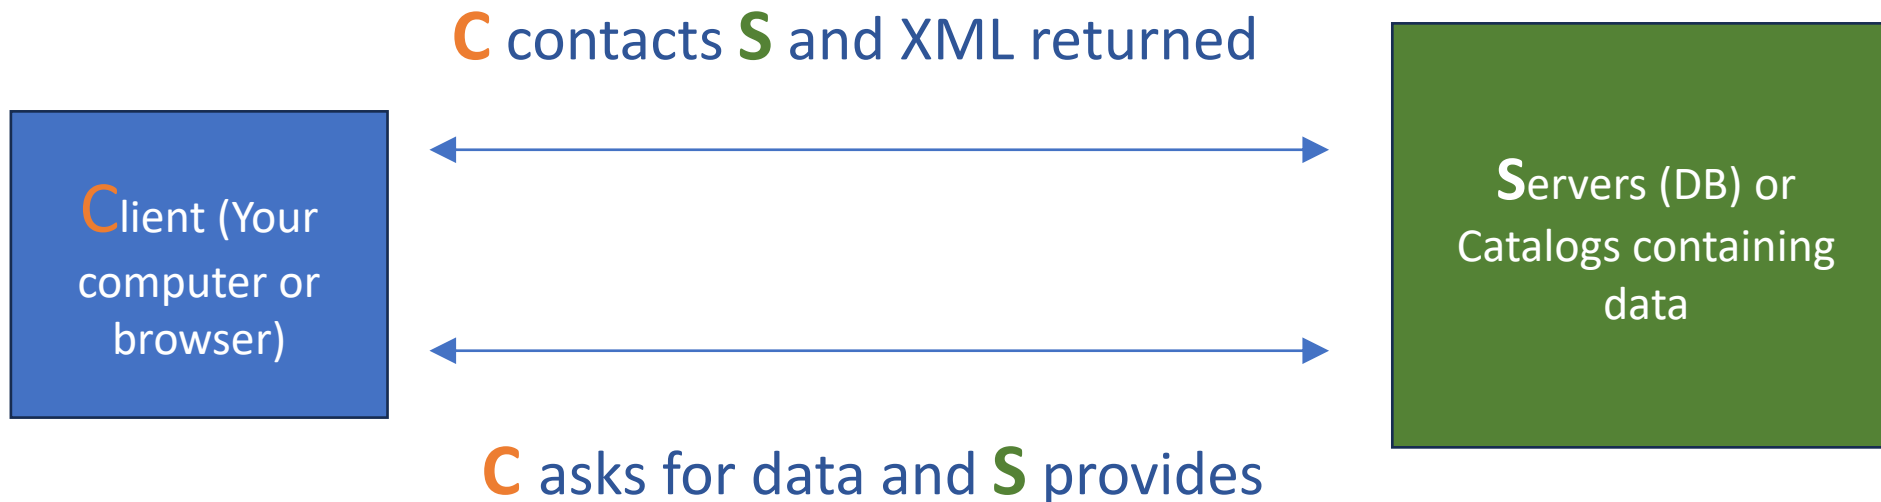 C contacts S and XML returned
Client (Your
computer or
browser)
Servers (DB) or
Catalogs containing
data
C asks for data and S provides